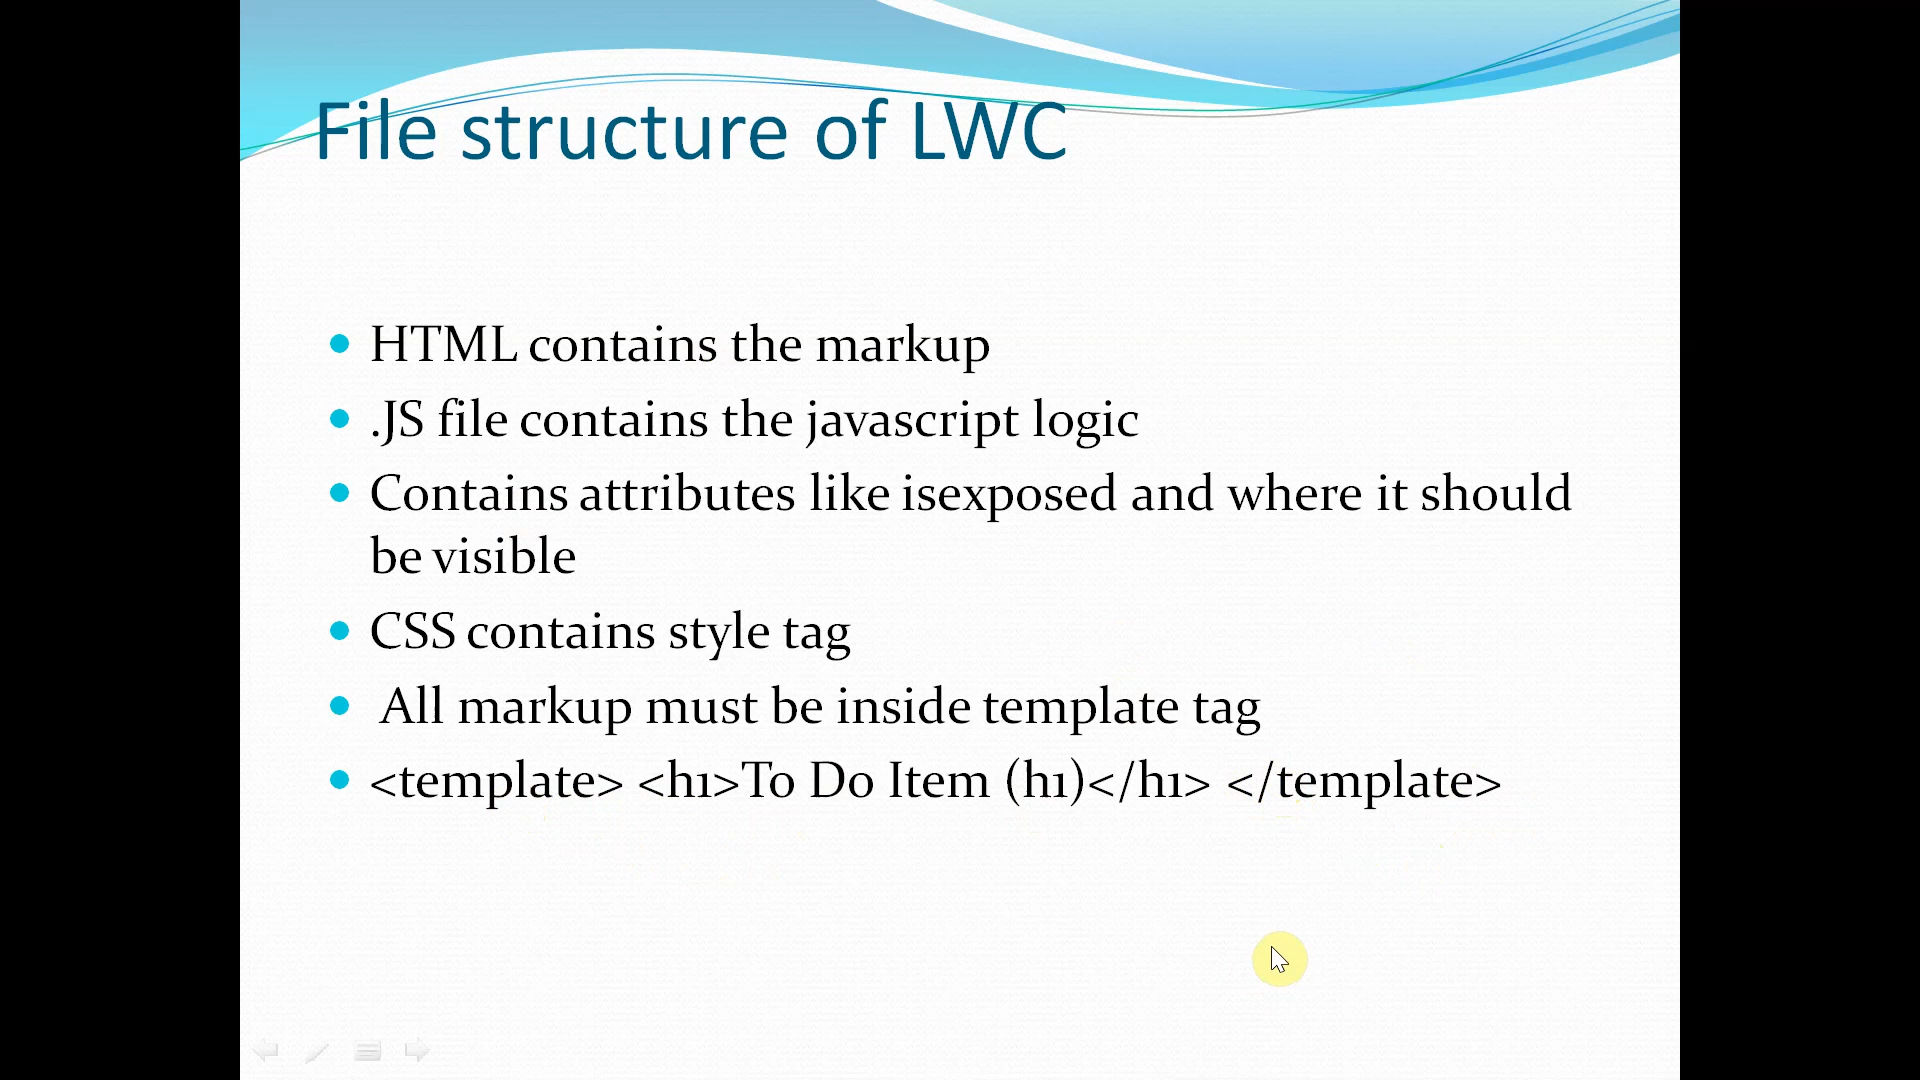 File structure of LWC
HTML contains the markup
.JS file contains the javascript logic
Contains attributes like isexposed and where it should
be visible
CSS contains style tag
All markup must be inside template tag
<template> <h1>To Do Item (h1)</h1> </template>